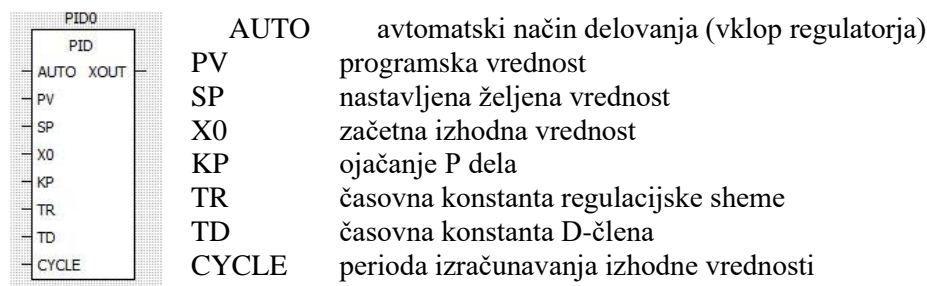 PID0
PID
AUTO XOUT
PV
SP
X0
KP
TR
TD
CYCLE
AUTO avtomatski način delovanja (vklop regulatorja)
PV programska vrednost
SP nastavljena željena vrednost
X0 začetna izhodna vrednost
KP ojačanje P dela
TR časovna konstanta regulacijske sheme
TD časovna konstanta D-člena
CYCLE perioda izračunavanja izhodne vrednosti